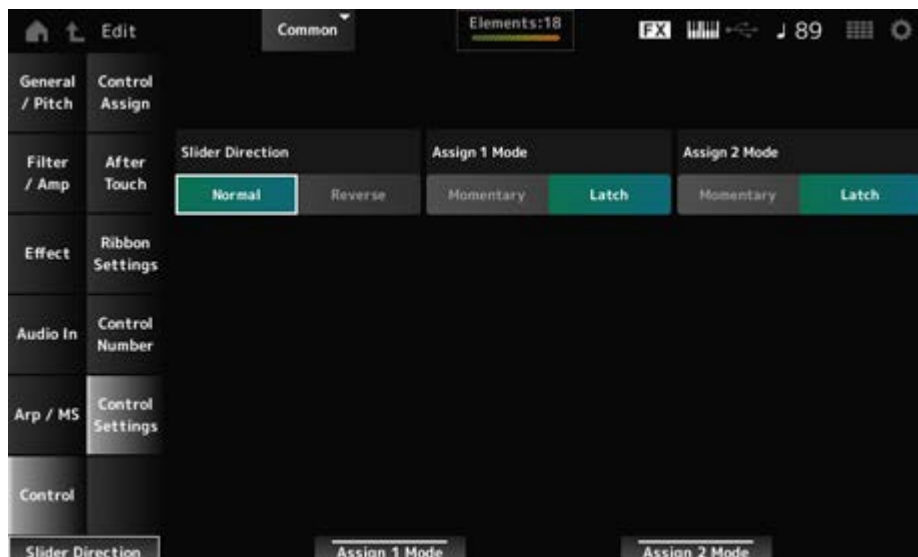 Edit
Common
Elements:18
FX
♩ 89
General / Pitch
Control Assign
Filter / Amp
After Touch
Effect
Ribbon Settings
Audio In
Control Number
Arp / MS
Control Settings
Control
Slider Direction
Normal
Reverse
Assign 1 Mode
Momentary
Latch
Assign 2 Mode
Momentary
Latch
Slider Direction
Assign 1 Mode
Assign 2 Mode